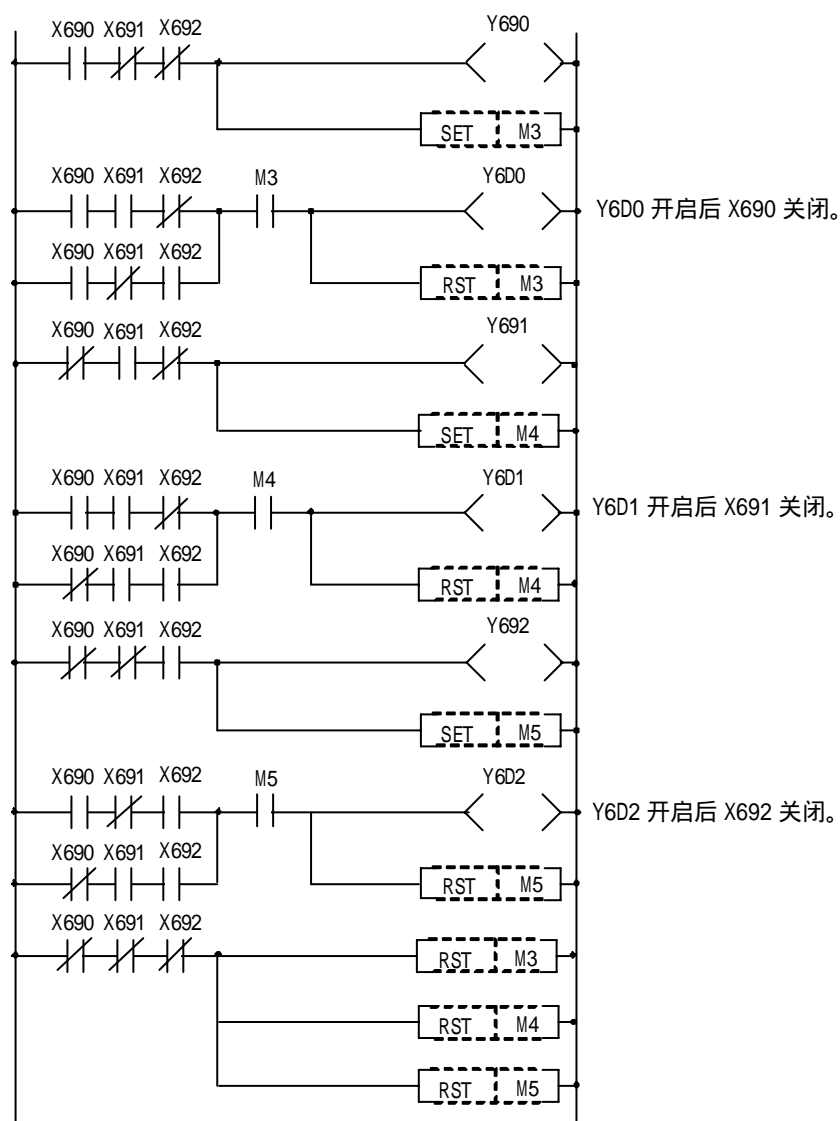 X690 X691 X692 Y690
SET M3
X690 X691 X692 M3 Y6D0 Y6D0 开启后 X690 关闭。
X690 X691 X692 RST M3
X690 X691 X692 Y691
SET M4
X690 X691 X692 M4 Y6D1 Y6D1 开启后 X691 关闭。
X690 X691 X692 RST M4
X690 X691 X692 Y692
SET M5
X690 X691 X692 M5 Y6D2 Y6D2 开启后 X692 关闭。
X690 X691 X692 RST M5
X690 X691 X692 RST M3
RST M4
RST M5